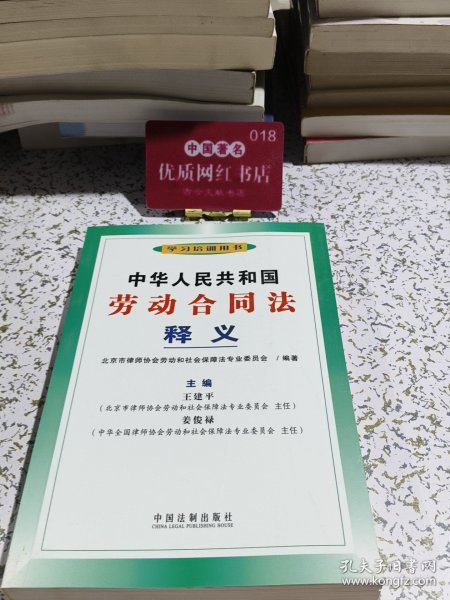 018
中国著名
优质网红书店
古今文献书店
学习培训用书
中华人民共和国
劳动合同法
释义
北京市律师协会劳动和社会保障法专业委员会 / 编著
主编
王建平
(北京市律师协会劳动和社会保障法专业委员会 主任)
姜俊禄
(中华全国律师协会劳动和社会保障法专业委员会 主任)
中国法制出版社
CHINA LEGAL PUBLISHING HOUSE
孔夫子旧书网
www.kongfz.com